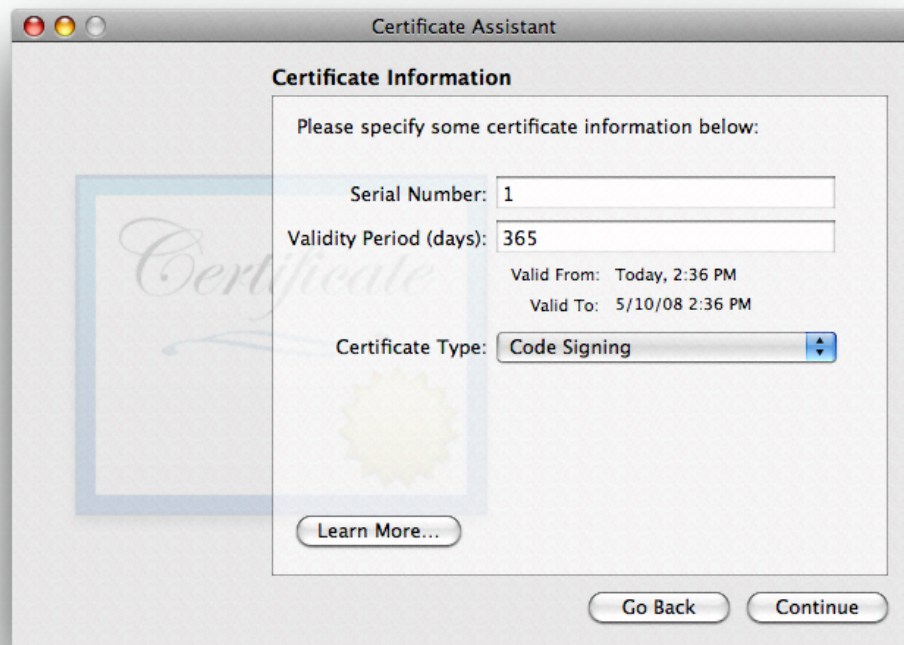 Certificate Assistant
Certificate Information
Please specify some certificate information below:
Serial Number: 1
Validity Period (days): 365
Valid From: Today, 2:36 PM
Valid To: 5/10/08 2:36 PM
Certificate
Certificate Type: Code Signing
Learn More...
Go Back Continue